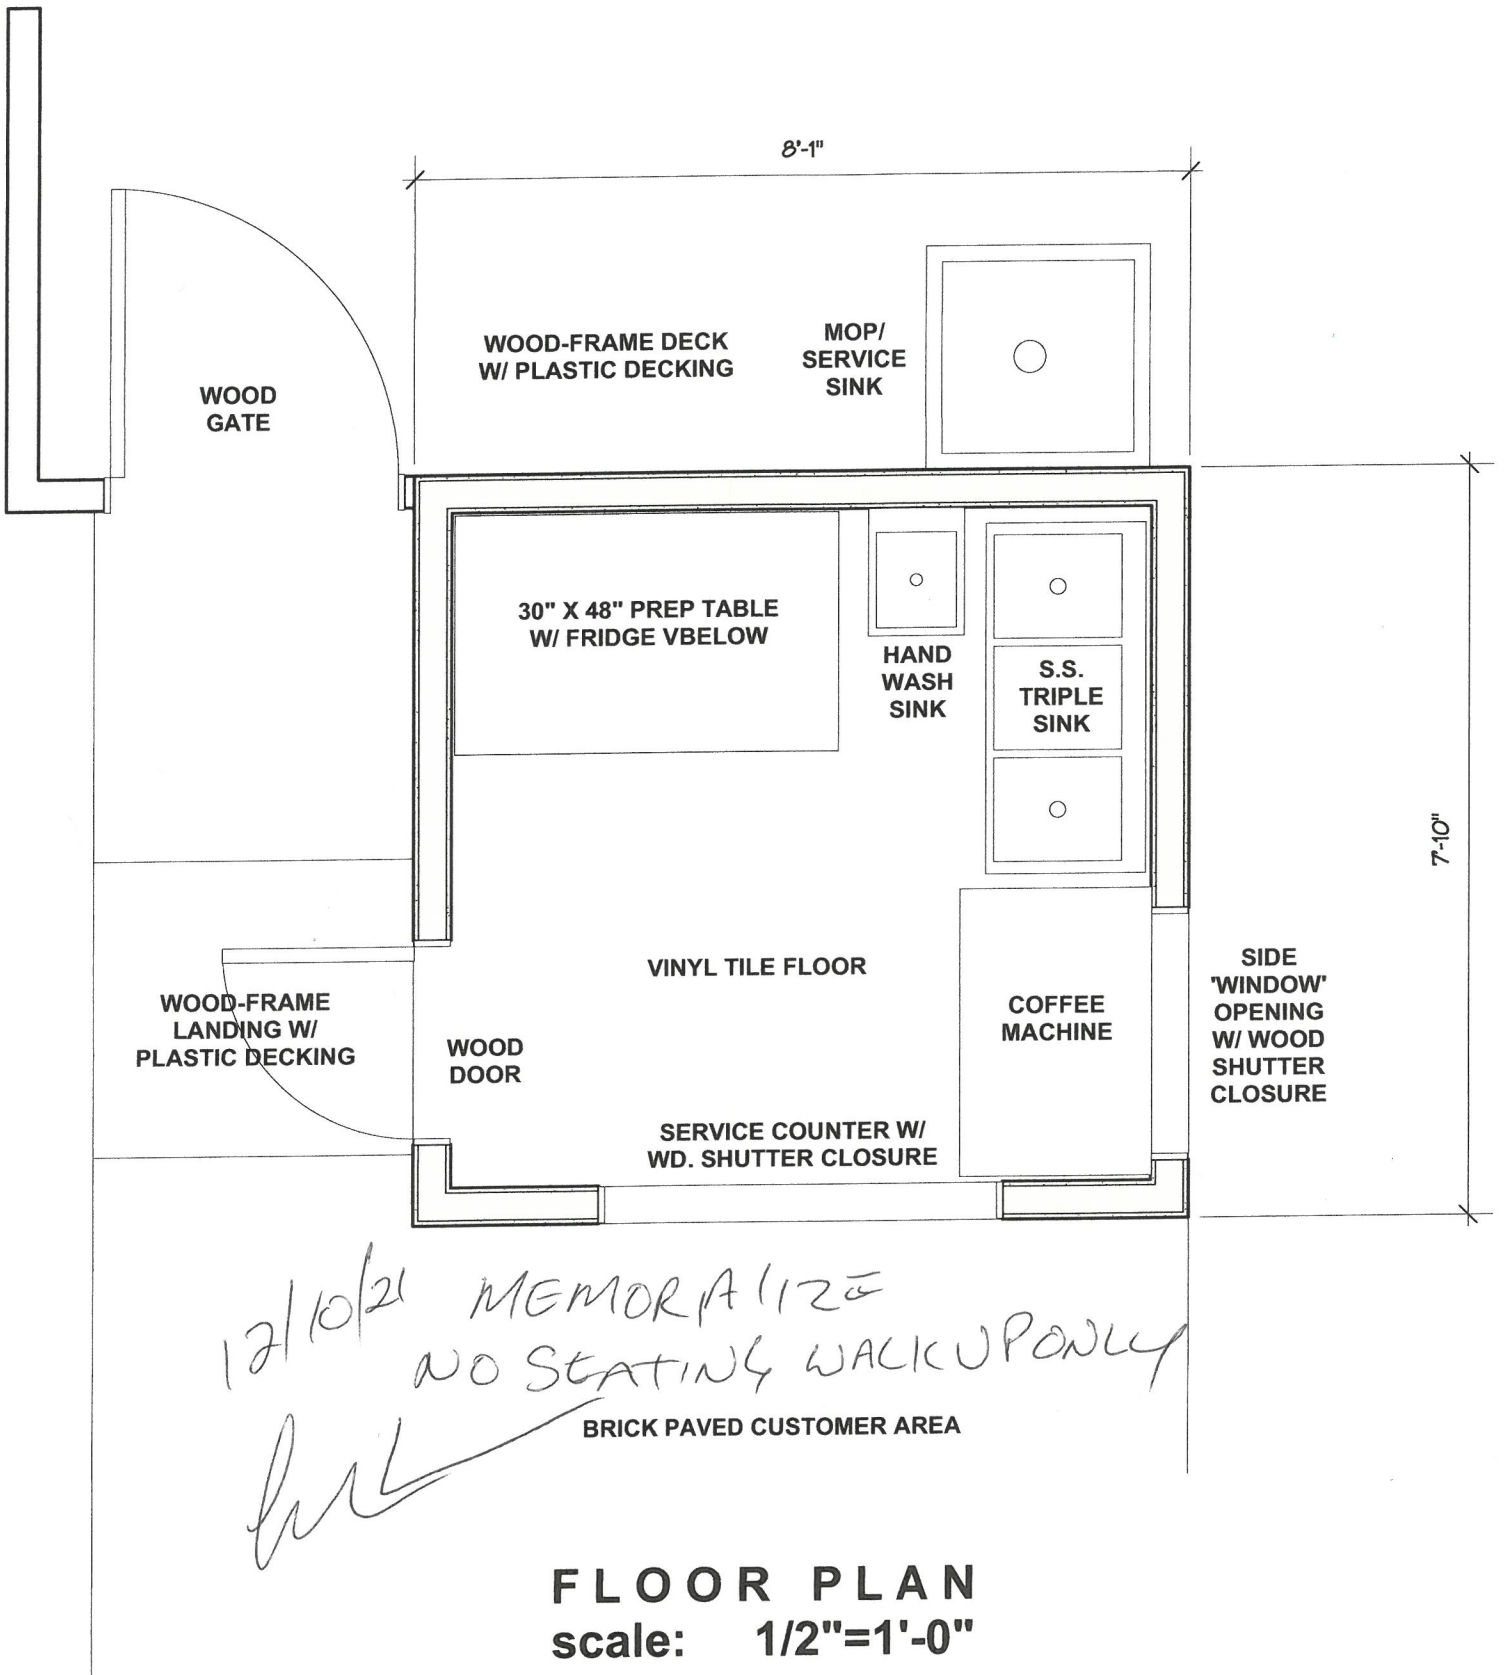 8'-1"
WOOD-FRAME DECK
W/ PLASTIC DECKING
MOP/
SERVICE
SINK
WOOD
GATE
30" X 48" PREP TABLE
W/ FRIDGE VBELOW
HAND
WASH
SINK
S.S.
TRIPLE
SINK
7'-10"
VINYL TILE FLOOR
COFFEE
MACHINE
SIDE
'WINDOW'
OPENING
W/ WOOD
SHUTTER
CLOSURE
WOOD-FRAME
LANDING W/
PLASTIC DECKING
WOOD
DOOR
SERVICE COUNTER W/
WD. SHUTTER CLOSURE
12/10/21 MEMORALIZE
NO SEATING WALK UP ONLY
BRICK PAVED CUSTOMER AREA
FLOOR PLAN
scale: 1/2"=1'-0"